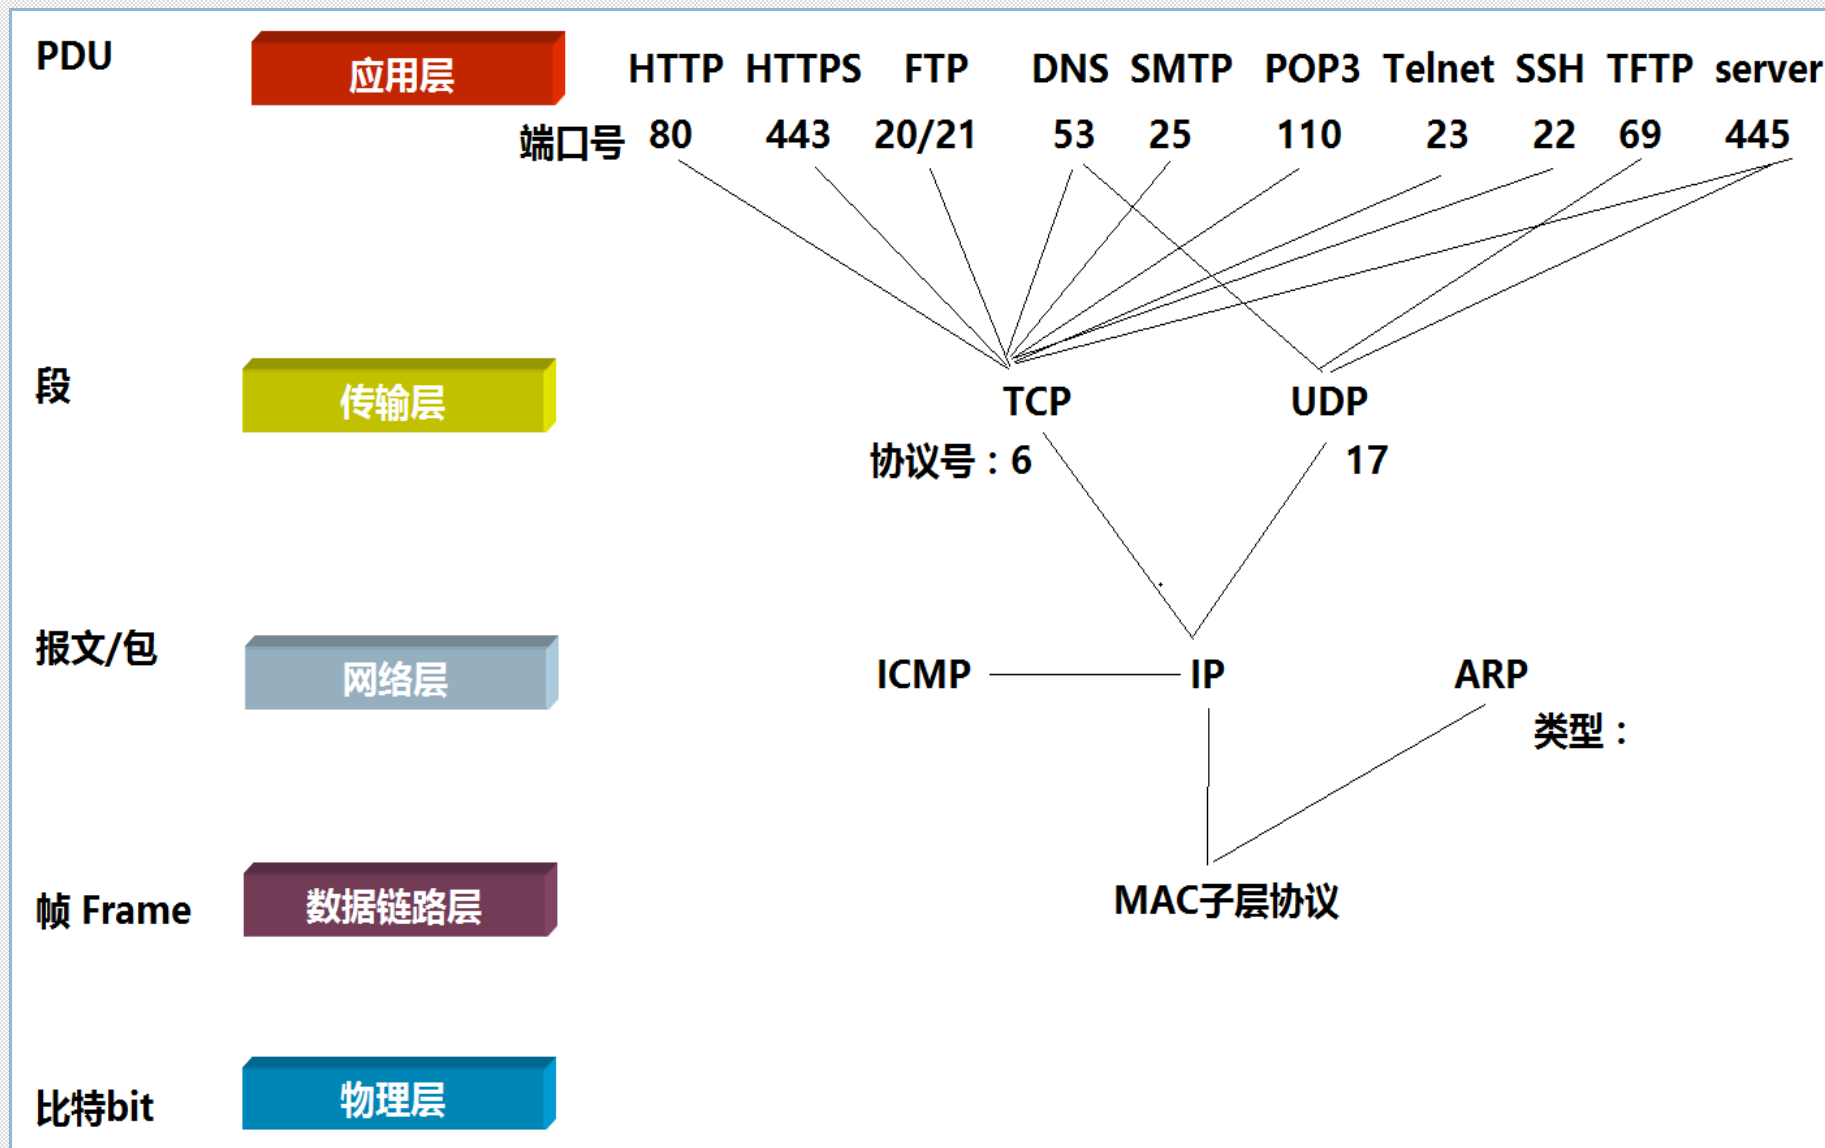 PDU
应用层
HTTP HTTPS FTP DNS SMTP POP3 Telnet SSH TFTP server
端口号 80 443 20/21 53 25 110 23 22 69 445
段
传输层
TCP UDP
协议号：6 17
报文/包
网络层
ICMP IP ARP
类型：
帧 Frame
数据链路层
MAC子层协议
比特bit
物理层